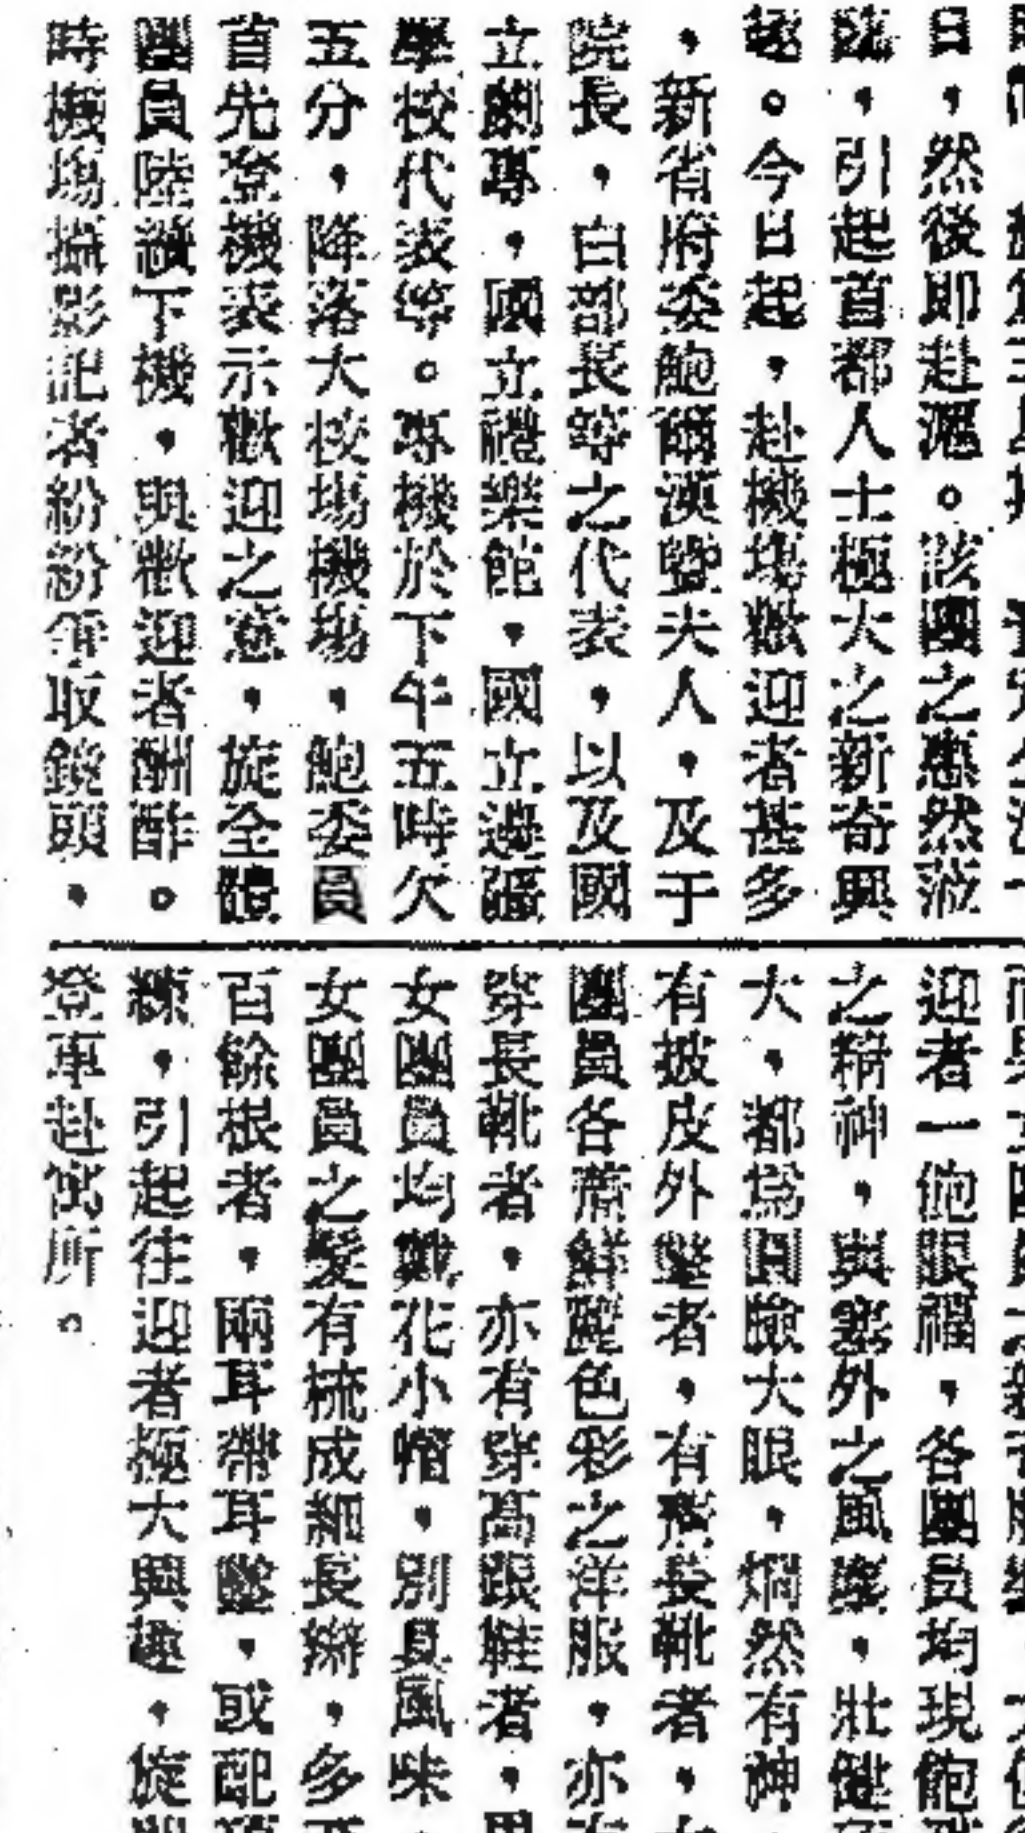 日，然後即赴滬。該團之惠然蒞
臨，引起首都人士極大之新奇興
趣。今日起，赴機塲歡迎者甚多
，新省府委鮑爾漢曁夫人，及于
院長，白部長等之代表，以及國
立劇專，國立禮樂館，國立邊疆
學校代表等。專機於下午五時欠
五分，降落大校場機場，鮑委員
首先登機表示歡迎之意，旋全體
團員陸續下機，與歡迎者酬酢。
時機塲攝影記者紛紛爭取鏡頭，
迎者一飽眼福，各團員均現飽
之精神，與塞外之風，壯健
大，都爲圓臉大眼，烱然有神
有披皮外氅者，有着長靴者，
團員各着鮮麗色彩之洋服，亦
穿長靴者，亦有穿高跟鞋者，
女團員均戴花小帽，別具風味
女團員之髮有梳成細長辮，多
百餘根者，兩耳帶耳墜，或配
鍊，引起往迎者極大興趣，旋
登車赴寓所。